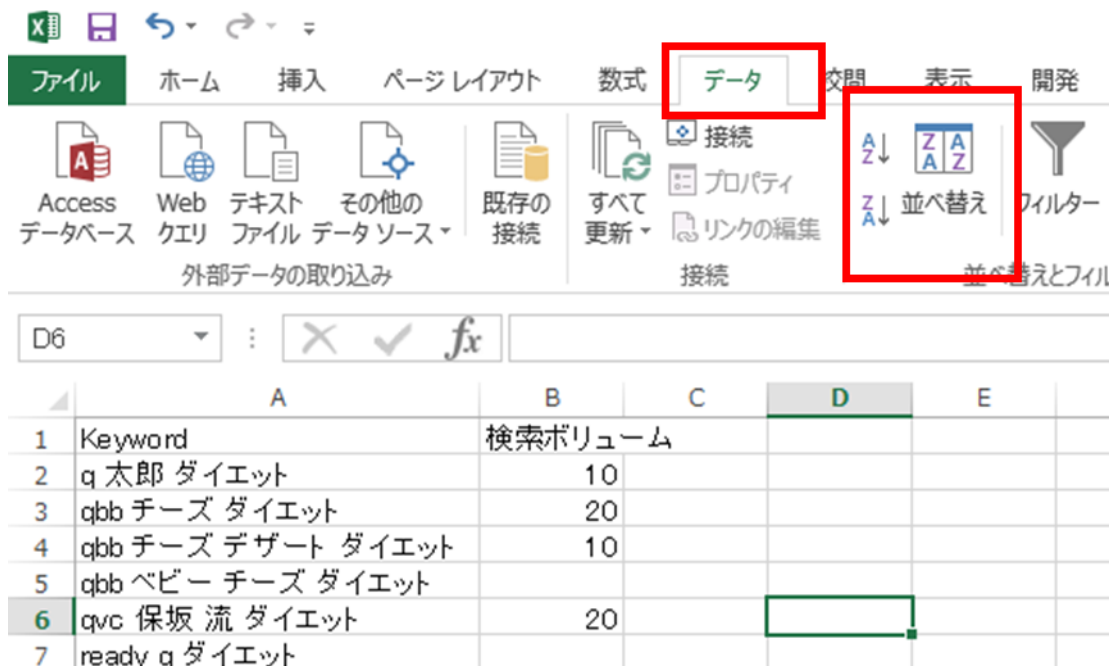 ファイル ホーム 挿入 ページ レイアウト 数式 データ 校閲 表示 開発
接続
プロパティ
リンクの編集
Access データベース
Web クエリ
テキスト ファイル
その他の データ ソース
既存の 接続
すべて 更新
並べ替え
フィルター
外部データの取り込み 接続 並べ替えとフィル
D6 fx
A B C D E
1 Keyword 検索ボリューム
2 q 太郎 ダイエット 10
3 qbb チーズ ダイエット 20
4 qbb チーズ デザート ダイエット 10
5 qbb ベビー チーズ ダイエット
6 qvc 保坂 流 ダイエット 20
7 ready q ダイエット